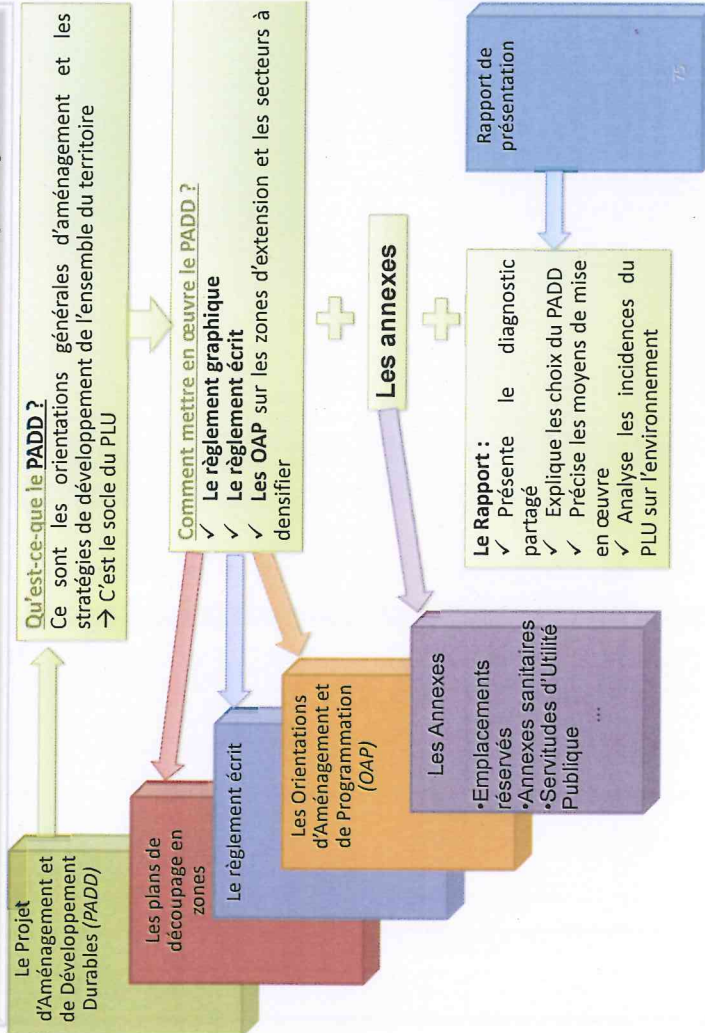 Le Projet
d'Aménagement et
de Développement
Durables (PADD)
Qu'est-ce-que le PADD ?
Ce sont les orientations générales d'aménagement et les
stratégies de développement de l'ensemble du territoire
→ C'est le socle du PLU
Les plans de
découpage en
zones
Le règlement écrit
Les Orientations
d'Aménagement et
de Programmation
(OAP)
Comment mettre en œuvre le PADD ?
✓ Le règlement graphique
✓ Le règlement écrit
✓ Les OAP sur les zones d'extension et les secteurs à
densifier
Les annexes
Les Annexes
•Emplacements
réservés
•Annexes sanitaires
•Servitudes d'Utilité
Publique
...
Le Rapport :
✓ Présente le diagnostic
partagé
✓ Explique les choix du PADD
✓ Précise les moyens de mise
en œuvre
✓ Analyse les incidences du
PLU sur l'environnement
Rapport de
présentation